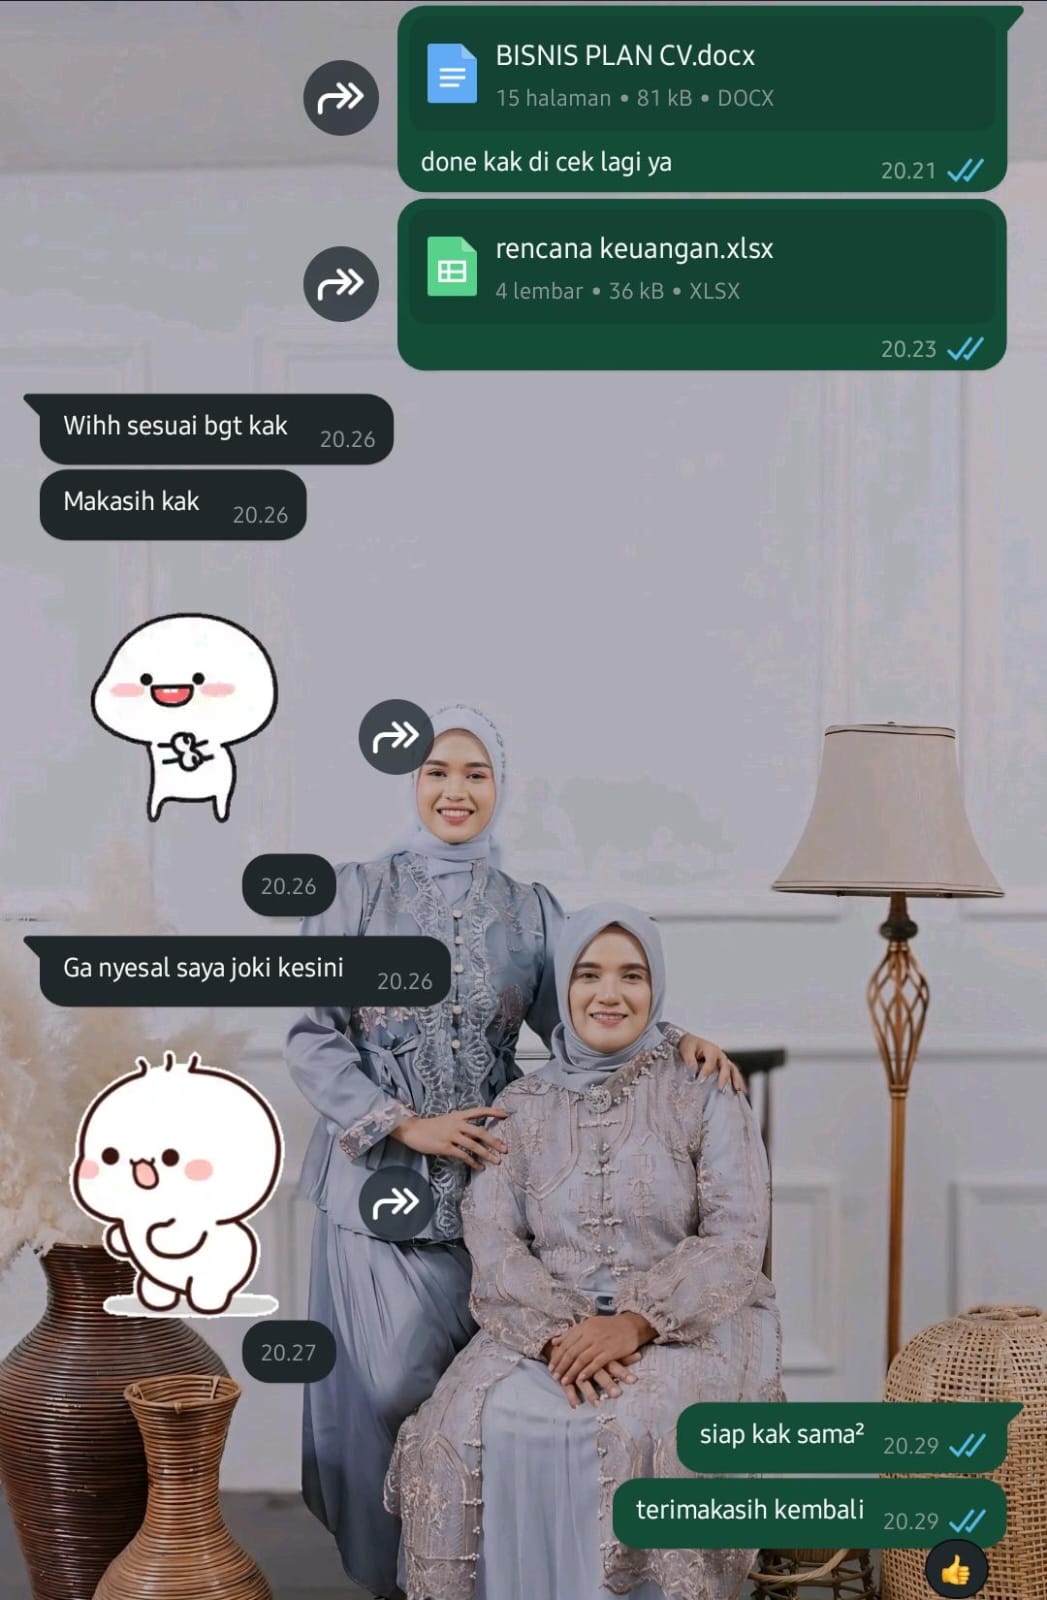 BISNIS PLAN CV.docx
15 halaman • 81 kB • DOCX
done kak di cek lagi ya
20.21
rencana keuangan.xlsx
4 lembar • 36 kB • XLSX
20.23
Wihh sesuai bgt kak
20.26
Makasih kak
20.26
20.26
Ga nyesal saya joki kesini
20.26
20.27
siap kak sama²
20.29
terimakasih kembali
20.29